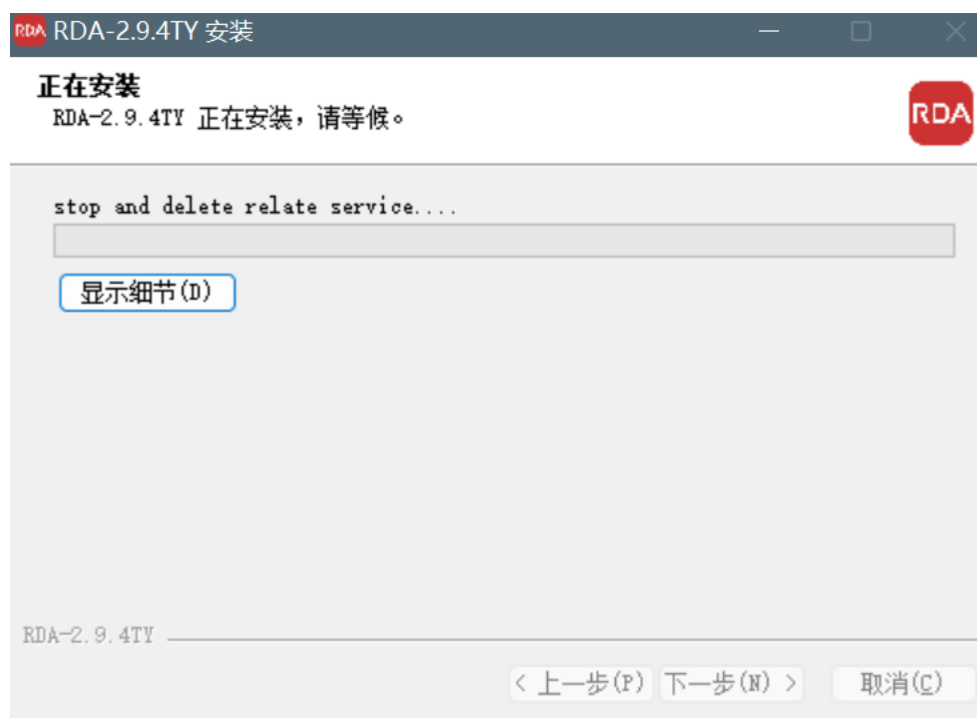 RDA RDA-2.9.4TY 安装
正在安装
RDA-2.9.4TY 正在安装，请等候。
RDA
stop and delete relate service....
显示细节(D)
RDA-2.9.4TY
< 上一步(P) 下一步(N) > 取消(C)